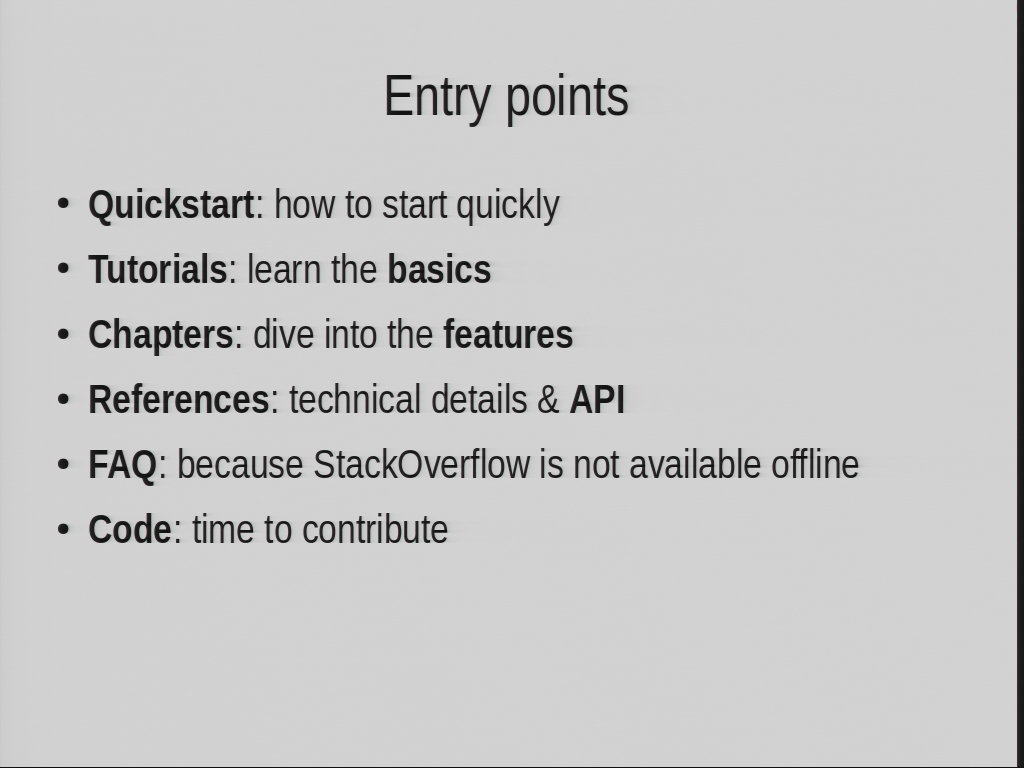 Entry points
• Quickstart: how to start quickly
• Tutorials: learn the basics
• Chapters: dive into the features
• References: technical details & API
• FAQ: because StackOverflow is not available offline
• Code: time to contribute